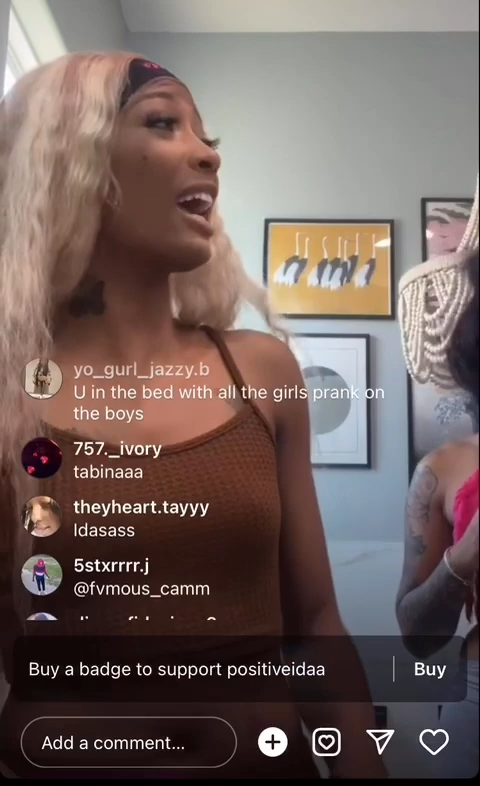 yo_gurl_jazzy.b
U in the bed with all the girls prank on
the boys
757._ivory
tabinaaa
theyheart.tayyy
Idasass
5stxrrrr.j
@fvmous_camm
Buy a badge to support positiveidaa
Buy
Add a comment...